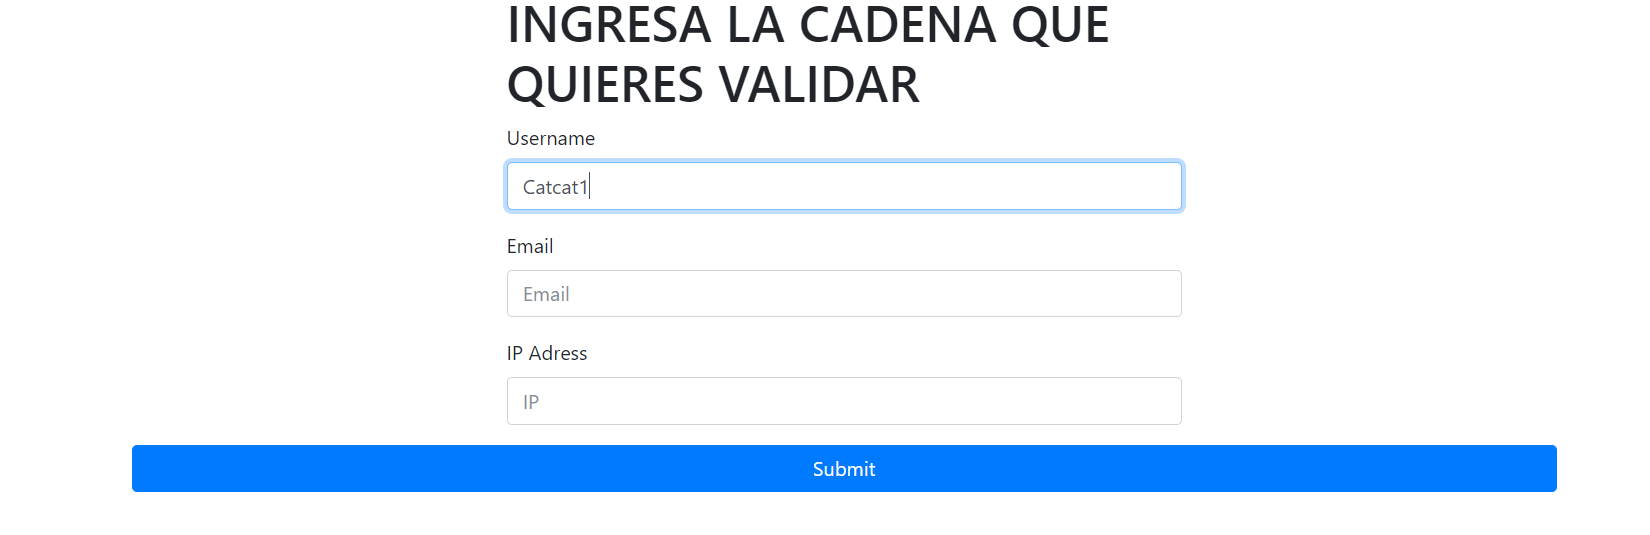 INGRESA LA CADENA QUE
QUIERES VALIDAR
Username
Catcat1
Email
Email
IP Adress
IP
Submit